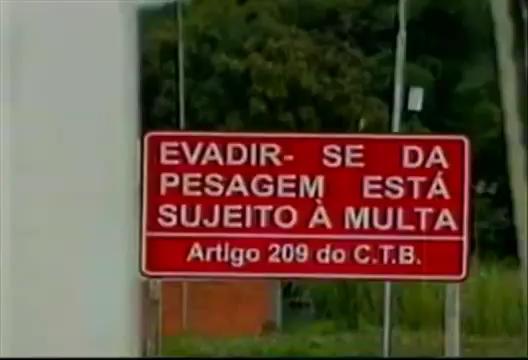 EVADIR- SE DA
PESAGEM ESTÁ
SUJEITO À MULTA
Artigo 209 do C.T.B.